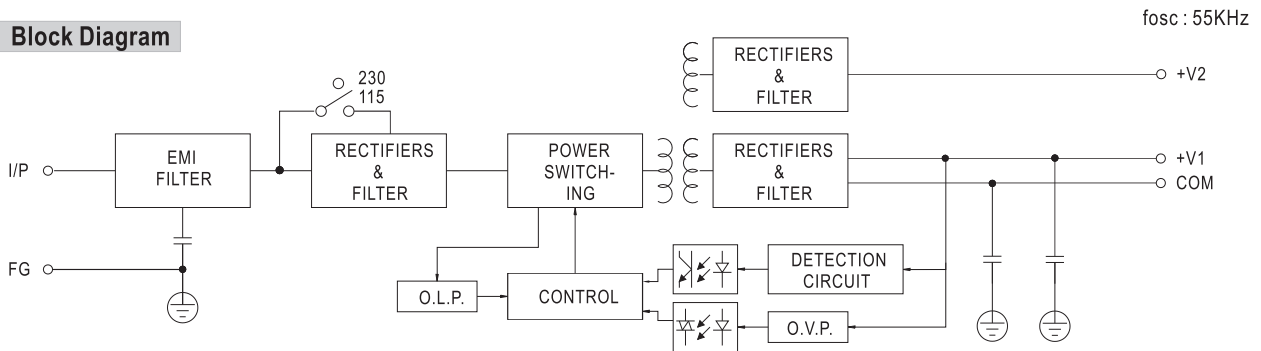 fosc : 55KHz
Block Diagram
RECTIFIERS
&
FILTER
+V2
230
115
I/P
EMI
FILTER
RECTIFIERS
&
FILTER
POWER
SWITCH-
ING
RECTIFIERS
&
FILTER
+V1
COM
FG
O.L.P.
CONTROL
DETECTION
CIRCUIT
O.V.P.